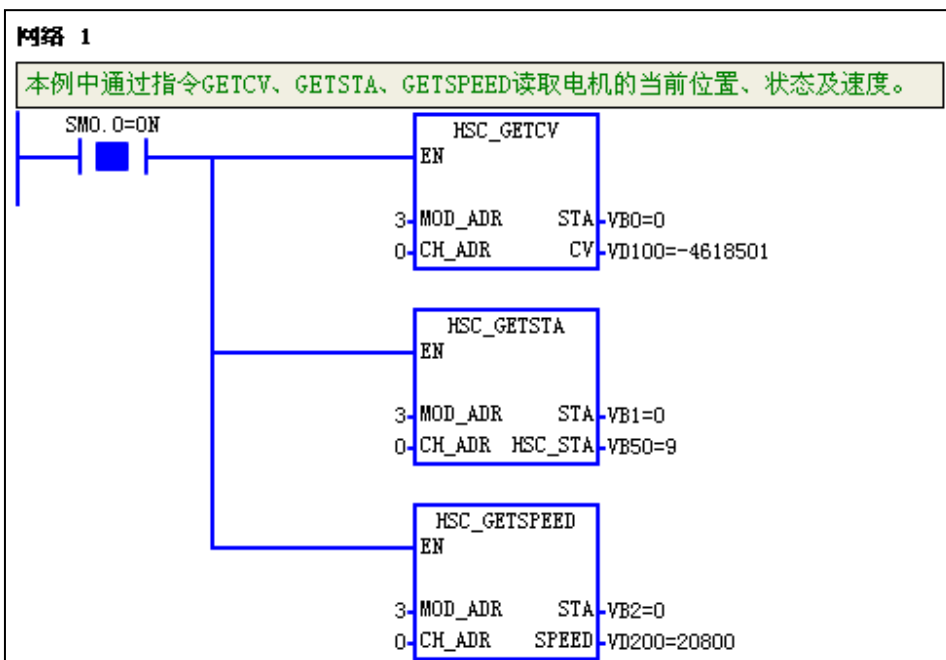 网络 1
本例中通过指令GETCV、GETSTA、GETSPEED读取电机的当前位置、状态及速度。
SM0.0=ON
HSC_GETCV
EN
3 MOD_ADR STA VB0=0
0 CH_ADR CV VD100=-4618501
HSC_GETSTA
EN
3 MOD_ADR STA VB1=0
0 CH_ADR HSC_STA VB50=9
HSC_GETSPEED
EN
3 MOD_ADR STA VB2=0
0 CH_ADR SPEED VD200=20800